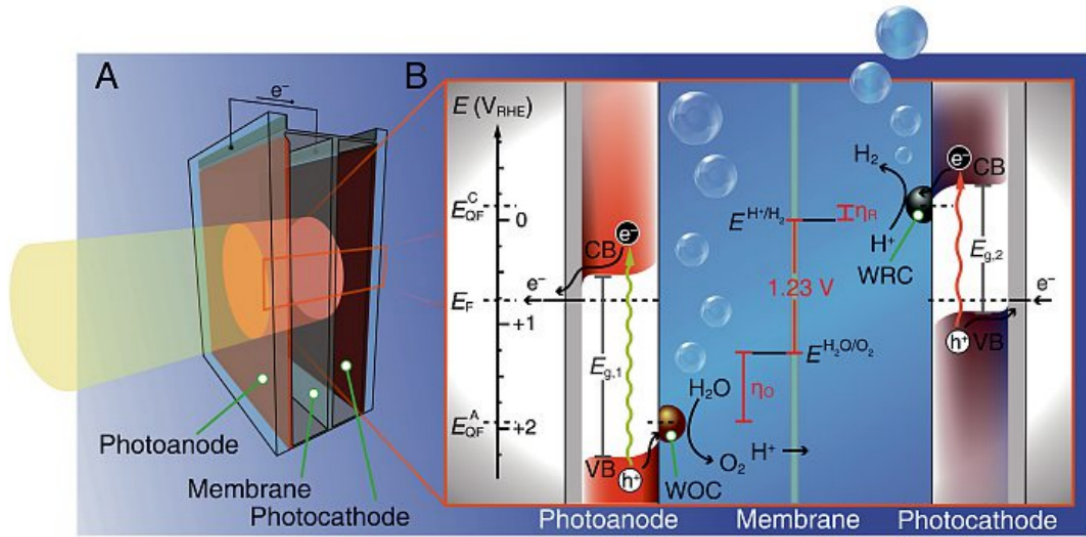 A
B
e⁻
E (V_RHE)
E_QF^C
0
E_F
+1
E_QF^A
+2
e⁻
CB
e⁻
E_g,1
VB
h⁺
H₂O
O₂
WOC
E^H⁺/H₂
η_R
1.23 V
E^H₂O/O₂
η_O
H⁺
H₂
H⁺
WRC
e⁻
CB
E_g,2
e⁻
h⁺
VB
Photoanode
Membrane
Photocathode
Photoanode
Membrane
Photocathode